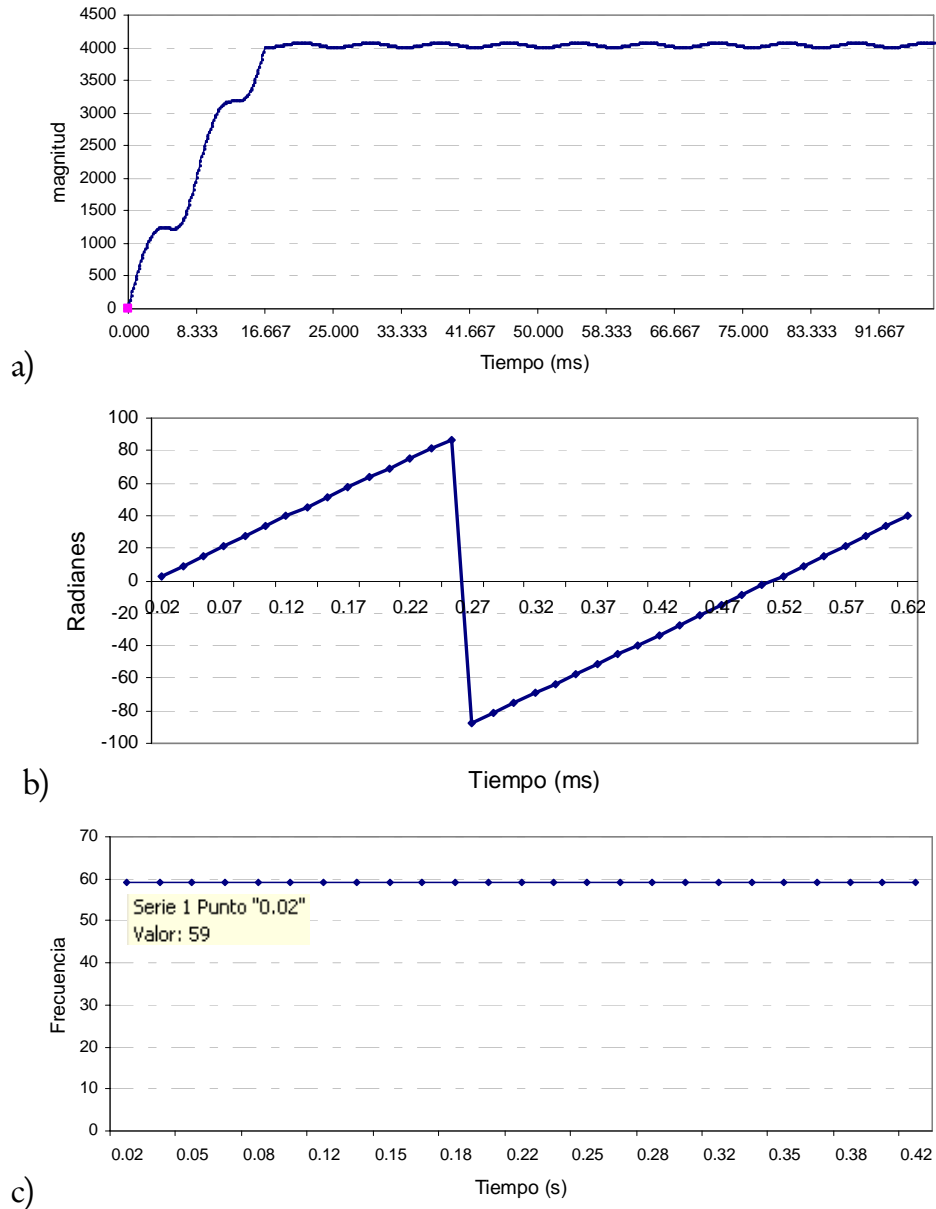 4500
4000
3500
3000
2500
2000
1500
1000
500
0
magnitud
0.000 8.333 16.667 25.000 33.333 41.667 50.000 58.333 66.667 75.000 83.333 91.667
Tiempo (ms)
a)
100
80
60
40
20
0
-20
-40
-60
-80
-100
Radianes
0.02 0.07 0.12 0.17 0.22 0.27 0.32 0.37 0.42 0.47 0.52 0.57 0.62
Tiempo (ms)
b)
70
60
50
40
30
20
10
0
Frecuencia
Serie 1 Punto "0.02"
Valor: 59
0.02 0.05 0.08 0.12 0.15 0.18 0.22 0.25 0.28 0.32 0.35 0.38 0.42
Tiempo (s)
c)